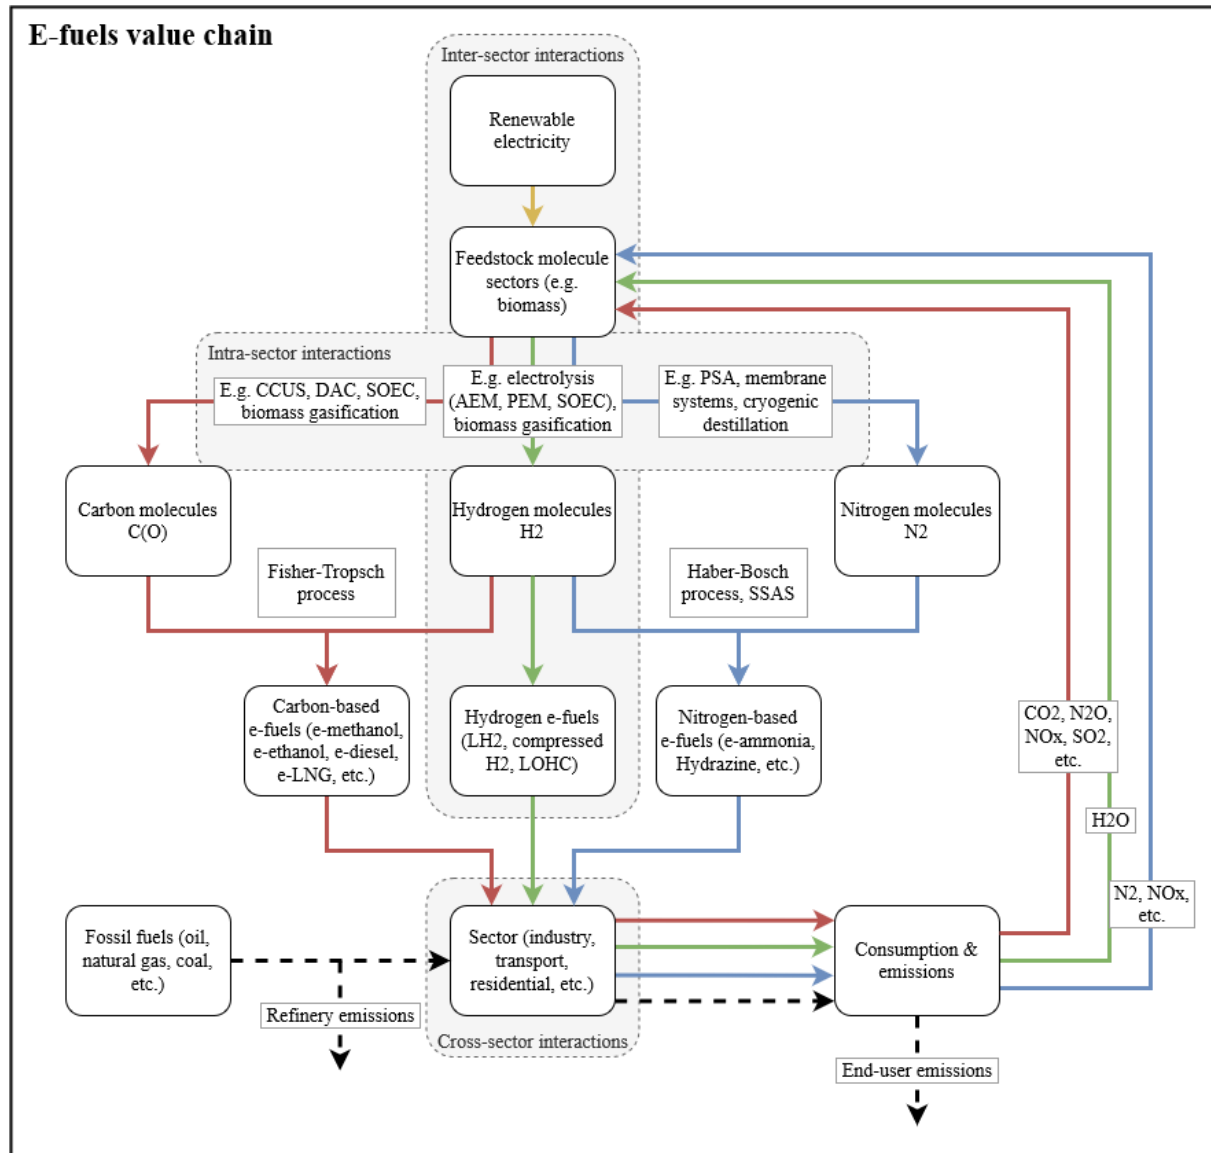 E-fuels value chain
Inter-sector interactions
Renewable
electricity
Feedstock molecule
sectors (e.g.
biomass)
Intra-sector interactions
E.g. CCUS, DAC, SOEC,
biomass gasification
E.g. electrolysis
(AEM, PEM, SOEC),
biomass gasification
E.g. PSA, membrane
systems, cryogenic
destillation
Carbon molecules
C(O)
Hydrogen molecules
H2
Nitrogen molecules
N2
Fisher-Tropsch
process
Haber-Bosch
process, SSAS
Carbon-based
e-fuels (e-methanol,
e-ethanol, e-diesel,
e-LNG, etc.)
Hydrogen e-fuels
(LH2, compressed
H2, LOHC)
Nitrogen-based
e-fuels (e-ammonia,
Hydrazine, etc.)
CO2, N2O,
NOx, SO2,
etc.
H2O
N2, NOx,
etc.
Fossil fuels (oil,
natural gas, coal,
etc.)
Sector (industry,
transport,
residential, etc.)
Consumption &
emissions
Refinery emissions
Cross-sector interactions
End-user emissions